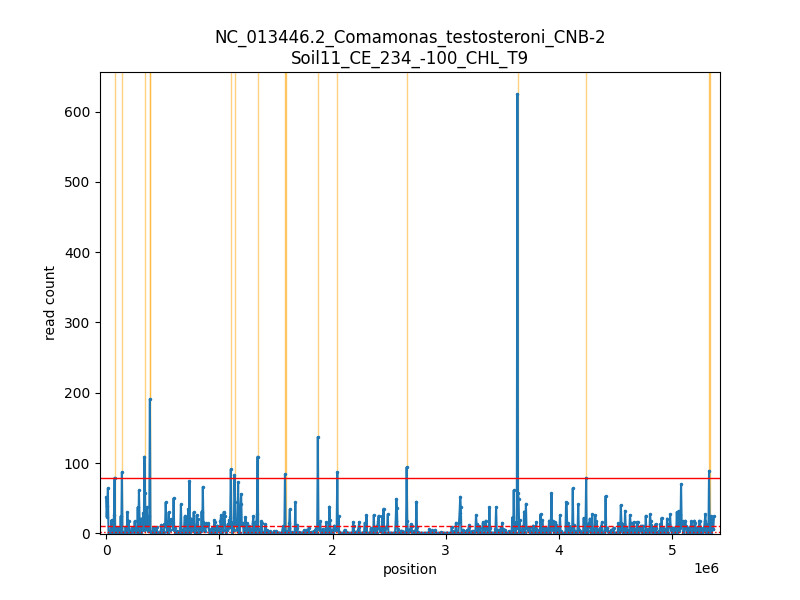 NC_013446.2_Comamonas_testosteroni_CNB-2
Soil11_CE_234_-100_CHL_T9
600
500
400
300
200
100
0
read count
0
1
2
3
4
5
1e6
position